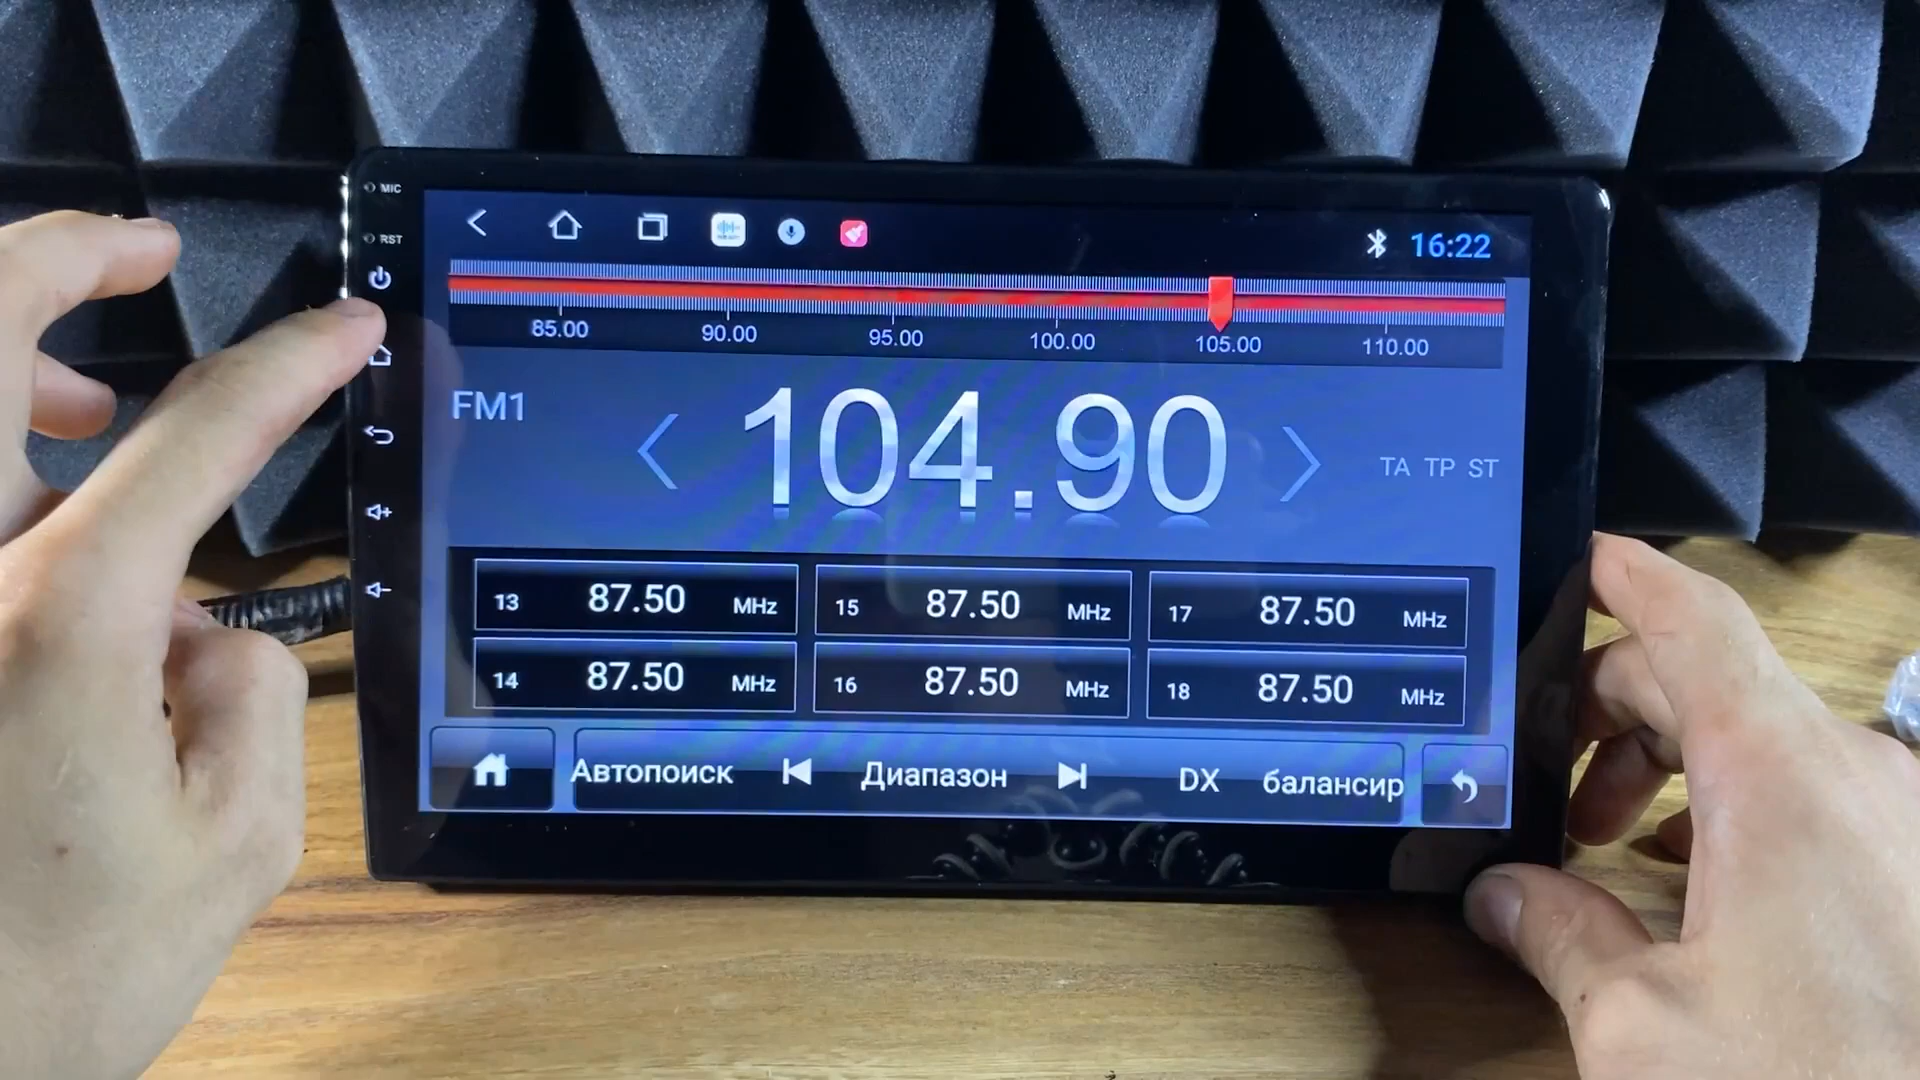 MIC
RST
16:22
85.00 90.00 95.00 100.00 105.00 110.00
FM1
104.90
TA TP ST
13 87.50 MHz
15 87.50 MHz
17 87.50 MHz
14 87.50 MHz
16 87.50 MHz
18 87.50 MHz
Автопоиск Диапазон DX балансир